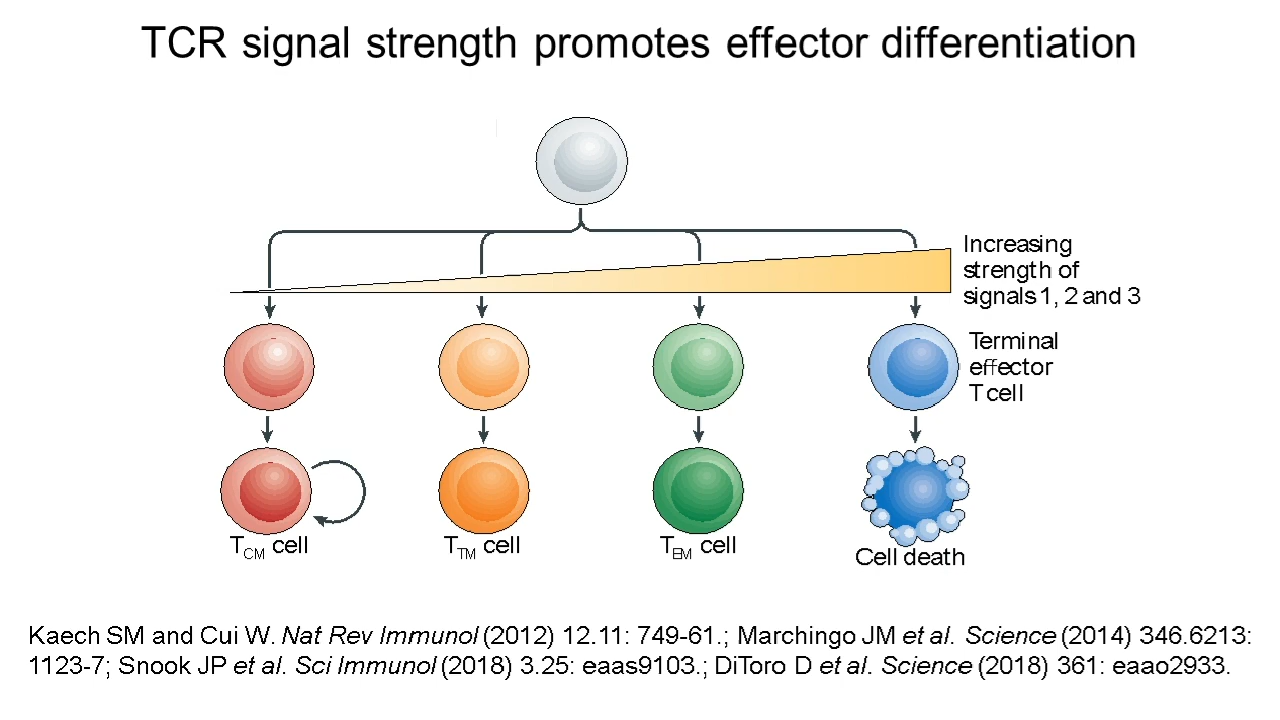 TCR signal strength promotes effector differentiation
Increasing
strength of
signals 1, 2 and 3
Terminal
effector
T cell
TCM cell
TTM cell
TEM cell
Cell death
Kaech SM and Cui W. Nat Rev Immunol (2012) 12.11: 749-61.; Marchingo JM et al. Science (2014) 346.6213:
1123-7; Snook JP et al. Sci Immunol (2018) 3.25: eaas9103.; DiToro D et al. Science (2018) 361: eaao2933.